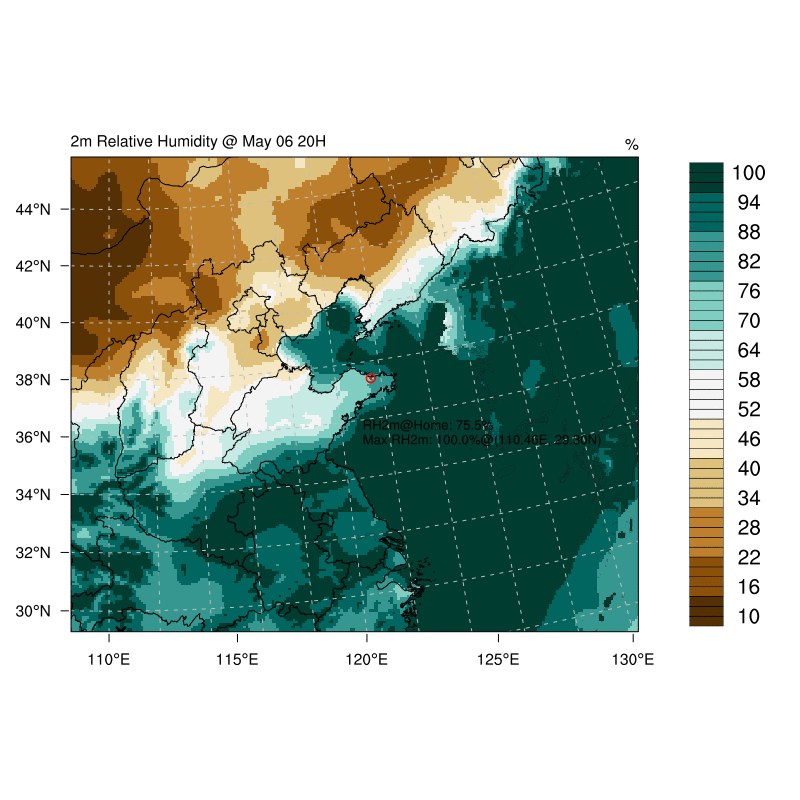 2m Relative Humidity @ May 06 20H
%
44°N
42°N
40°N
38°N
36°N
34°N
32°N
30°N
110°E
115°E
120°E
125°E
130°E
RH2m@Home: 75.5%
Max RH2m: 100.0%@(110.46E, 29.30N)
100
94
88
82
76
70
64
58
52
46
40
34
28
22
16
10